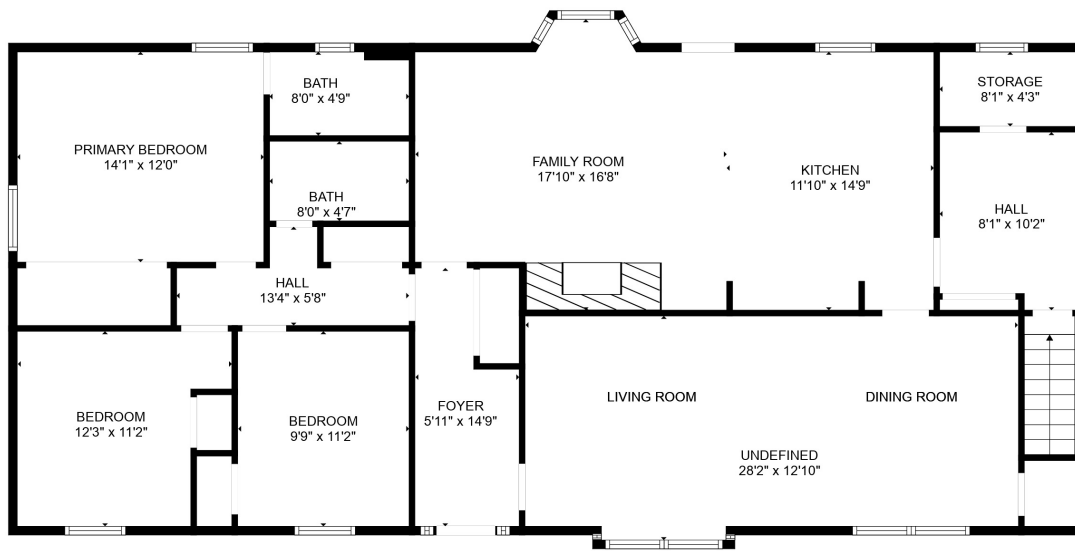 BATH
8'0" x 4'9"
STORAGE
8'1" x 4'3"
PRIMARY BEDROOM
14'1" x 12'0"
FAMILY ROOM
17'10" x 16'8"
KITCHEN
11'10" x 14'9"
BATH
8'0" x 4'7"
HALL
8'1" x 10'2"
HALL
13'4" x 5'8"
BEDROOM
12'3" x 11'2"
BEDROOM
9'9" x 11'2"
FOYER
5'11" x 14'9"
LIVING ROOM
DINING ROOM
UNDEFINED
28'2" x 12'10"